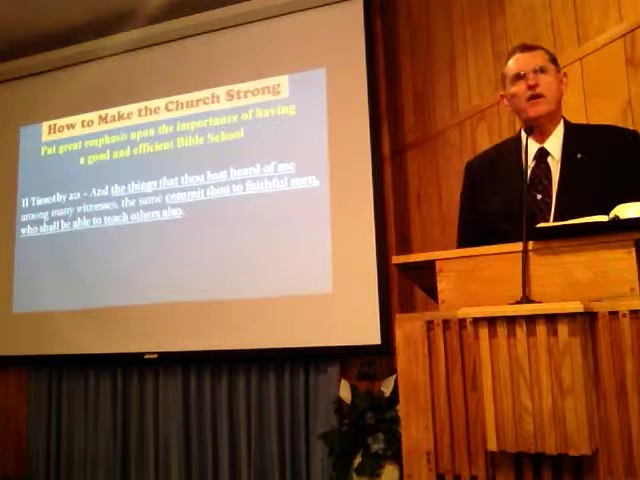 How to Make the Church Strong
Put great emphasis upon the importance of having
a good and efficient Bible School
II Timothy 2:2 - And the things that thou hast heard of me
among many witnesses, the same commit thou to faithful men,
who shall be able to teach others also.